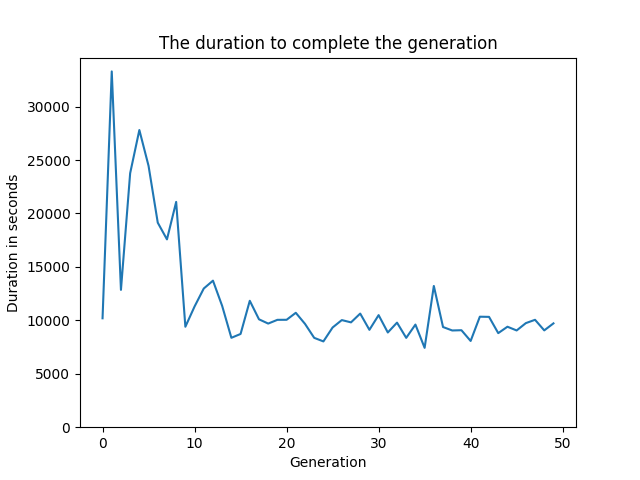 The duration to complete the generation
Duration in seconds
30000
25000
20000
15000
10000
5000
0
0 10 20 30 40 50
Generation